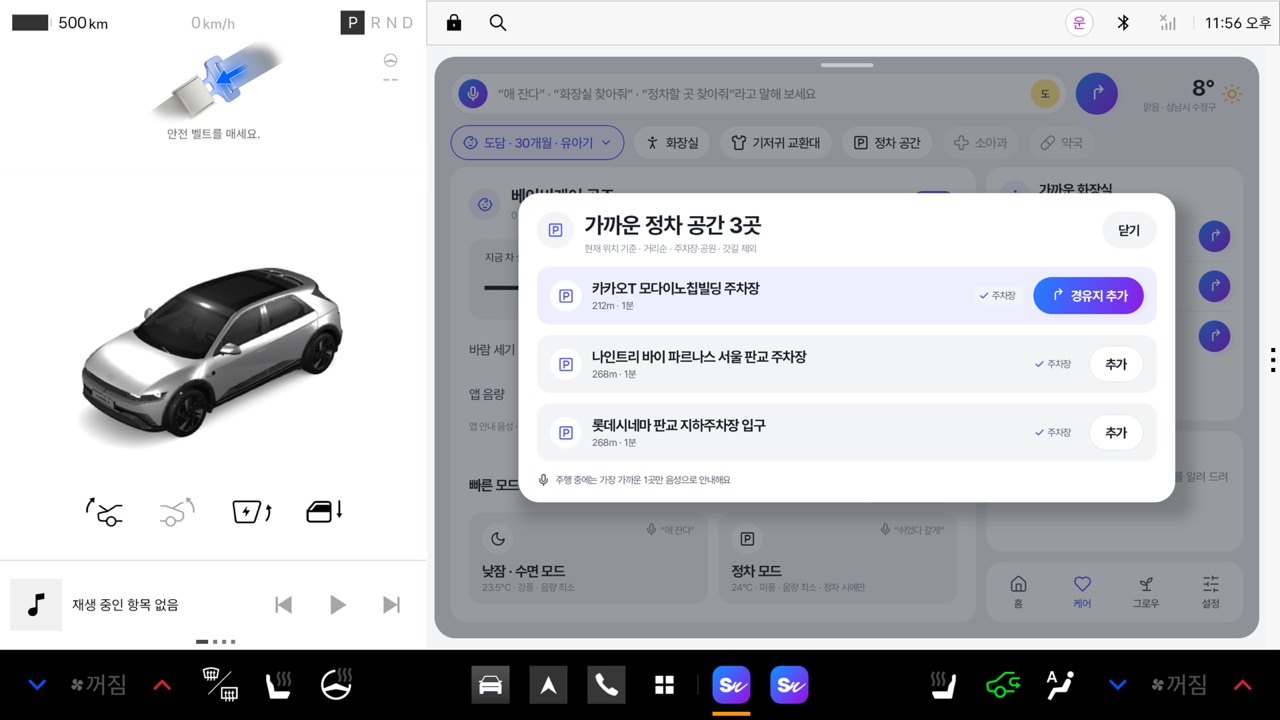 500 km
0 km/h
P R N D
안전 벨트를 매세요.
재생 중인 항목 없음
운
11:56 오후
“애 잔다” · “화장실 찾아줘” · “정차할 곳 찾아줘”라고 말해 보세요
도
8°
맑음 · 성남시 수정구
도담 · 30개월 · 유아기
화장실
기저귀 교환대
정차 공간
소아과
약국
가까운 화장실
지금 차
바람 세기
앱 음량
앱 안내 음성
가까운 정차 공간 3곳
현재 위치 기준 · 거리순 · 주차장·공원 · 갓길 제외
닫기
카카오T 모다이노칩빌딩 주차장
212m · 1분
주차장
경유지 추가
나인트리 바이 파르나스 서울 판교 주차장
268m · 1분
주차장
추가
롯데시네마 판교 지하주차장 입구
268m · 1분
주차장
추가
주행 중에는 가장 가까운 1곳만 음성으로 안내해요
를 알려 드려
빠른 모드
“애 잔다”
낮잠 · 수면 모드
23.5°C · 강풍 · 음량 최소
“쉬었다 갈게”
정차 모드
24°C · 미풍 · 음량 최소 · 정차 시에만
홈
케어
그로우
설정
꺼짐
Sw
Sw
A
꺼짐